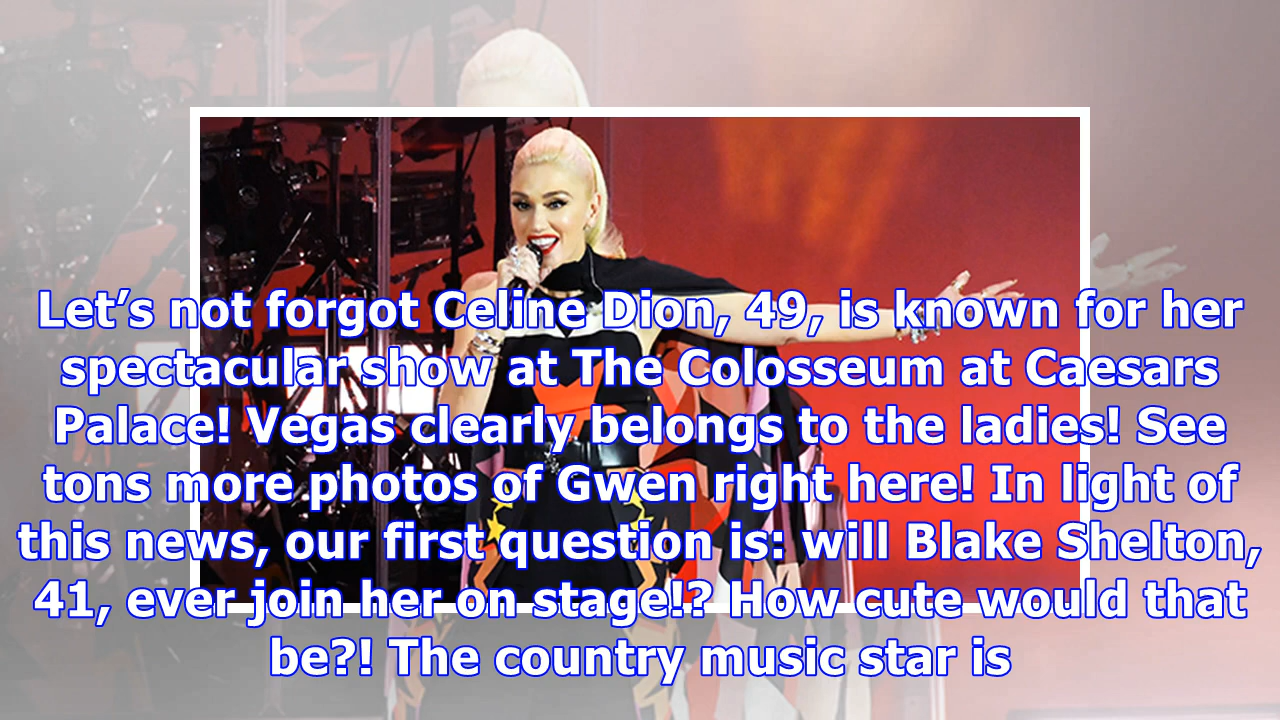 Let’s not forgot Celine Dion, 49, is known for her
spectacular show at The Colosseum at Caesars
Palace! Vegas clearly belongs to the ladies! See
tons more photos of Gwen right here! In light of
this news, our first question is: will Blake Shelton,
41, ever join her on stage!? How cute would that
be?! The country music star is